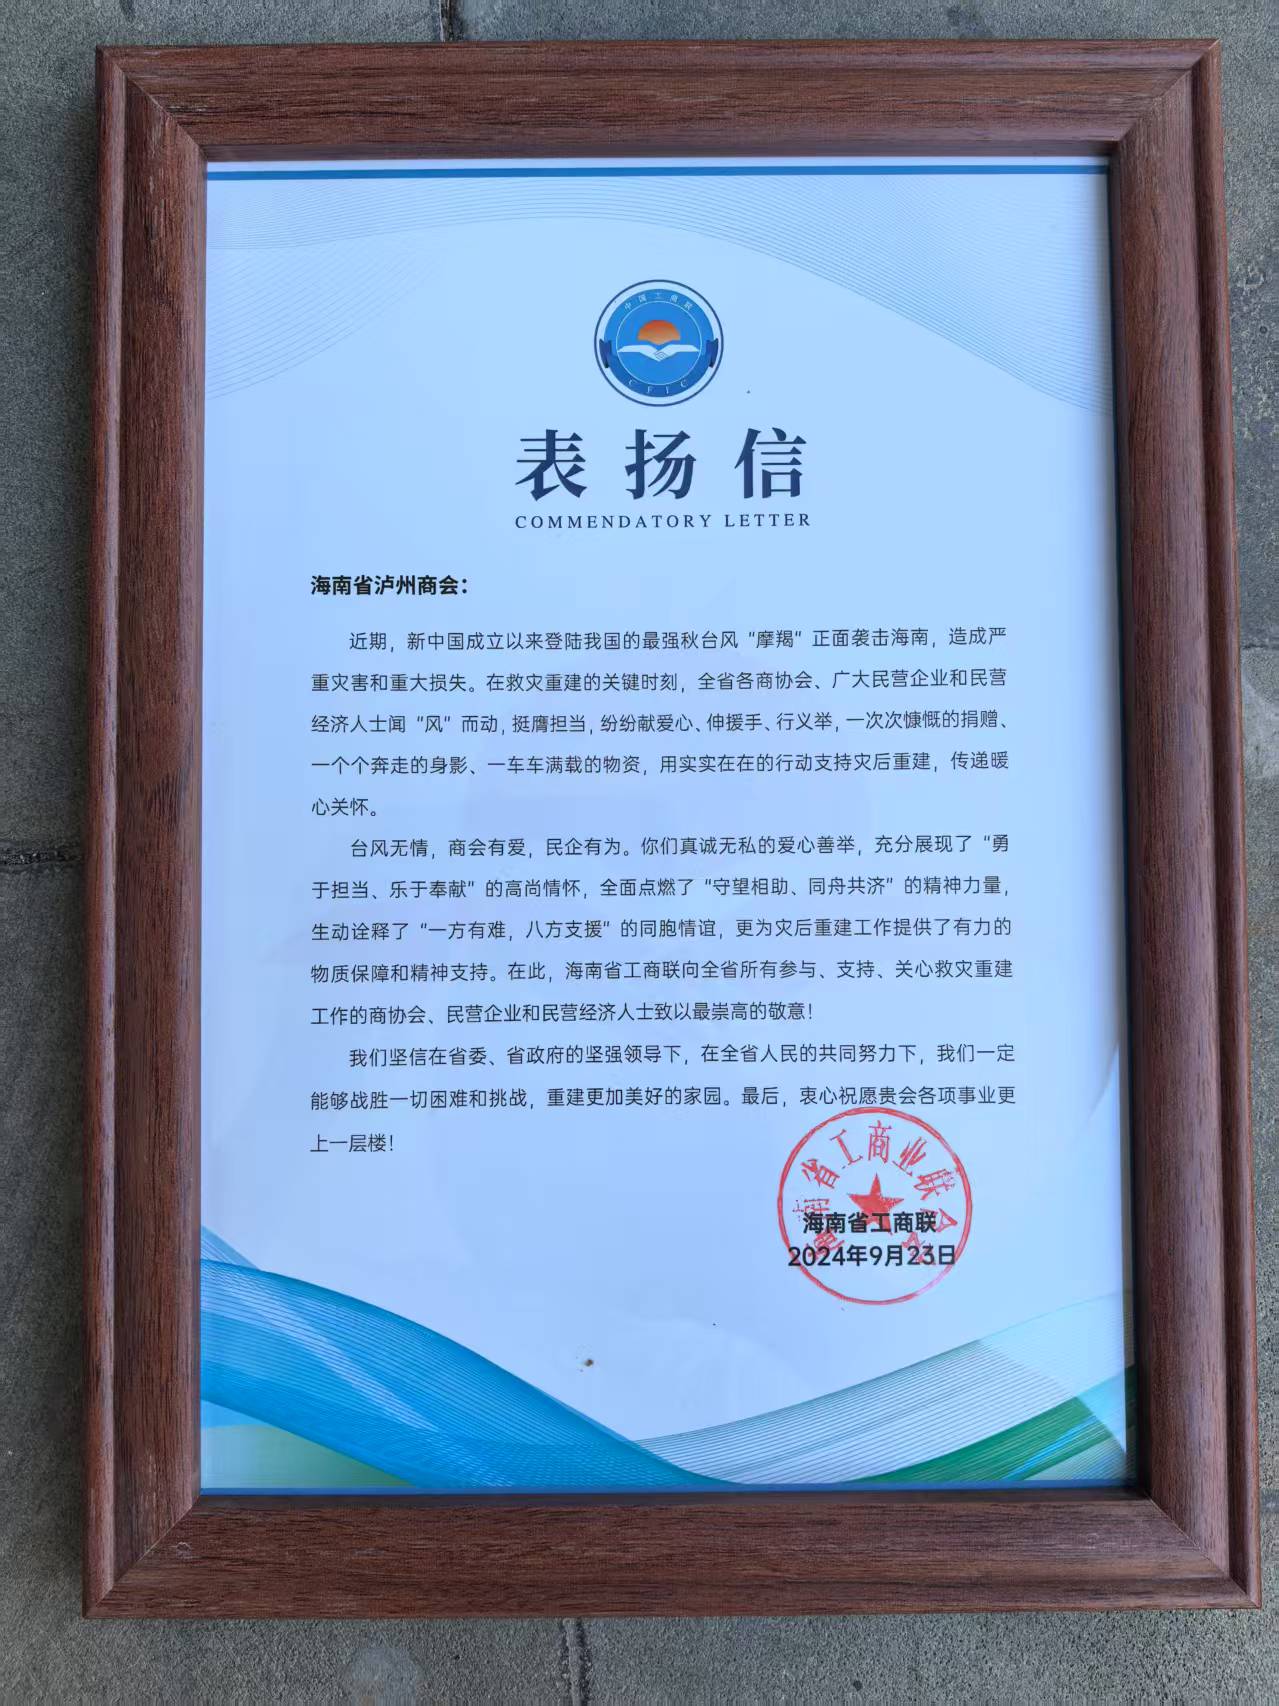 中国工商联
CFIC
表扬信
COMMENDATORY LETTER
海南省泸州商会：
近期，新中国成立以来登陆我国的最强秋台风“摩羯”正面袭击海南，造成严
重灾害和重大损失。在救灾重建的关键时刻，全省各商协会、广大民营企业和民营
经济人士闻“风”而动，挺膺担当，纷纷献爱心、伸援手、行义举，一次次慷慨的捐赠、
一个个奔走的身影、一车车满载的物资，用实实在在的行动支持灾后重建，传递暖
心关怀。
台风无情，商会有爱，民企有为。你们真诚无私的爱心善举，充分展现了“勇
于担当、乐于奉献”的高尚情怀，全面点燃了“守望相助、同舟共济”的精神力量，
生动诠释了“一方有难，八方支援”的同胞情谊，更为灾后重建工作提供了有力的
物质保障和精神支持。在此，海南省工商联向全省所有参与、支持、关心救灾重建
工作的商协会、民营企业和民营经济人士致以最崇高的敬意！
我们坚信在省委、省政府的坚强领导下，在全省人民的共同努力下，我们一定
能够战胜一切困难和挑战，重建更加美好的家园。最后，衷心祝愿贵会各项事业更
上一层楼！
海南省工商业联合会
海南省工商联
2024年9月23日